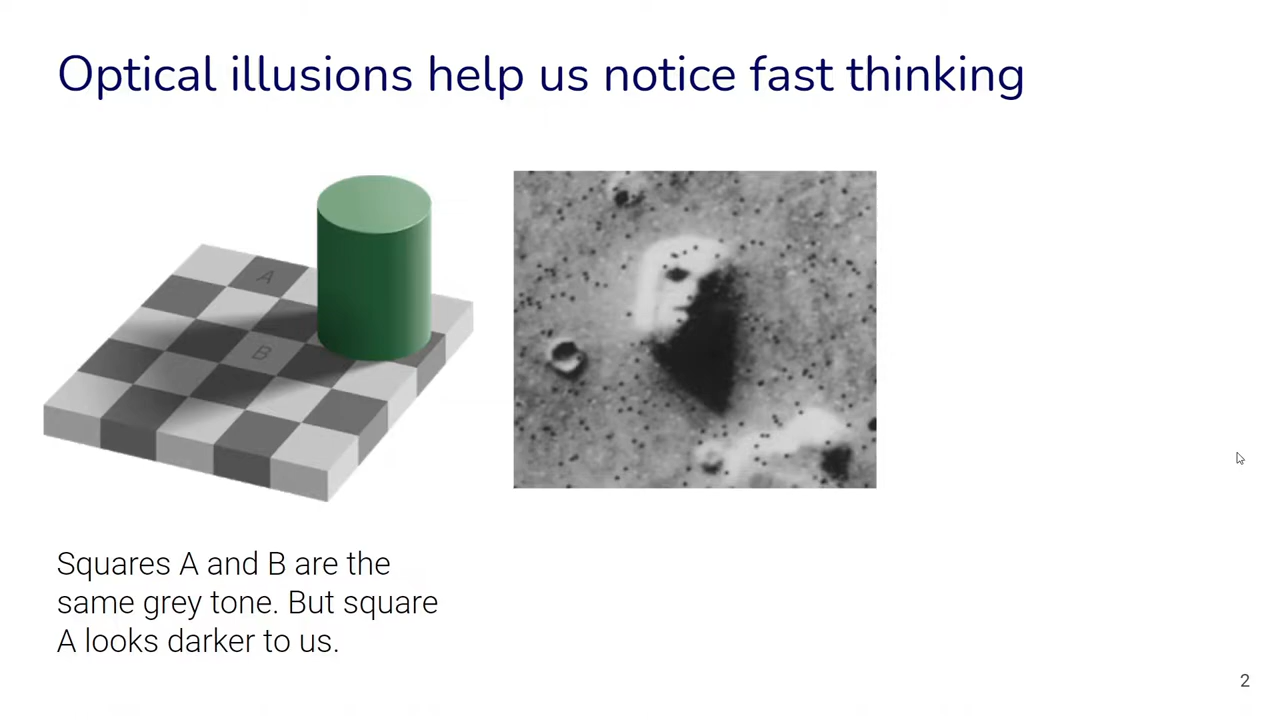 Optical illusions help us notice fast thinking
A
B
Squares A and B are the
same grey tone. But square
A looks darker to us.
2